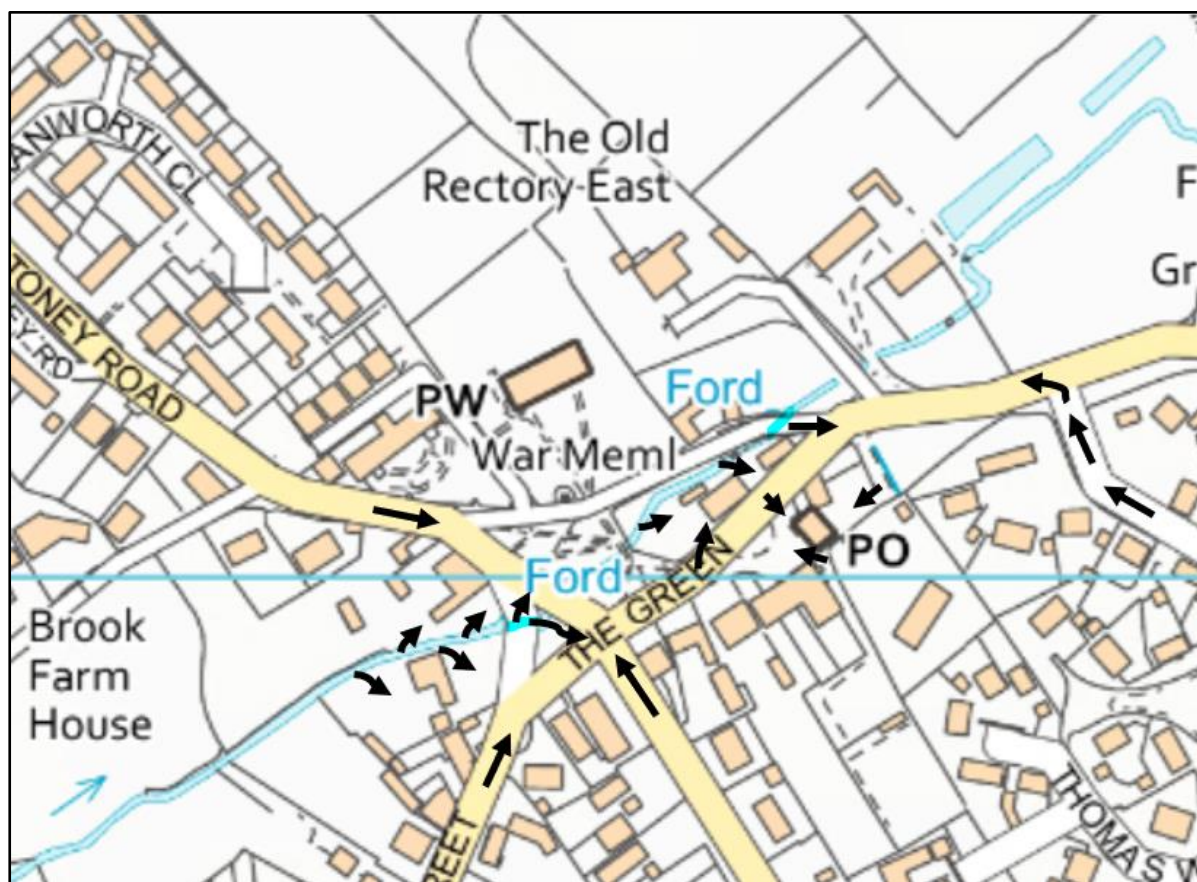 ANWORTH CL
The Old
Rectory-East
F
Gr
TONEY ROAD
EY RD
PW
Ford
War Meml
PO
Ford
THE GREEN
Brook
Farm
House
REET
THOMAS